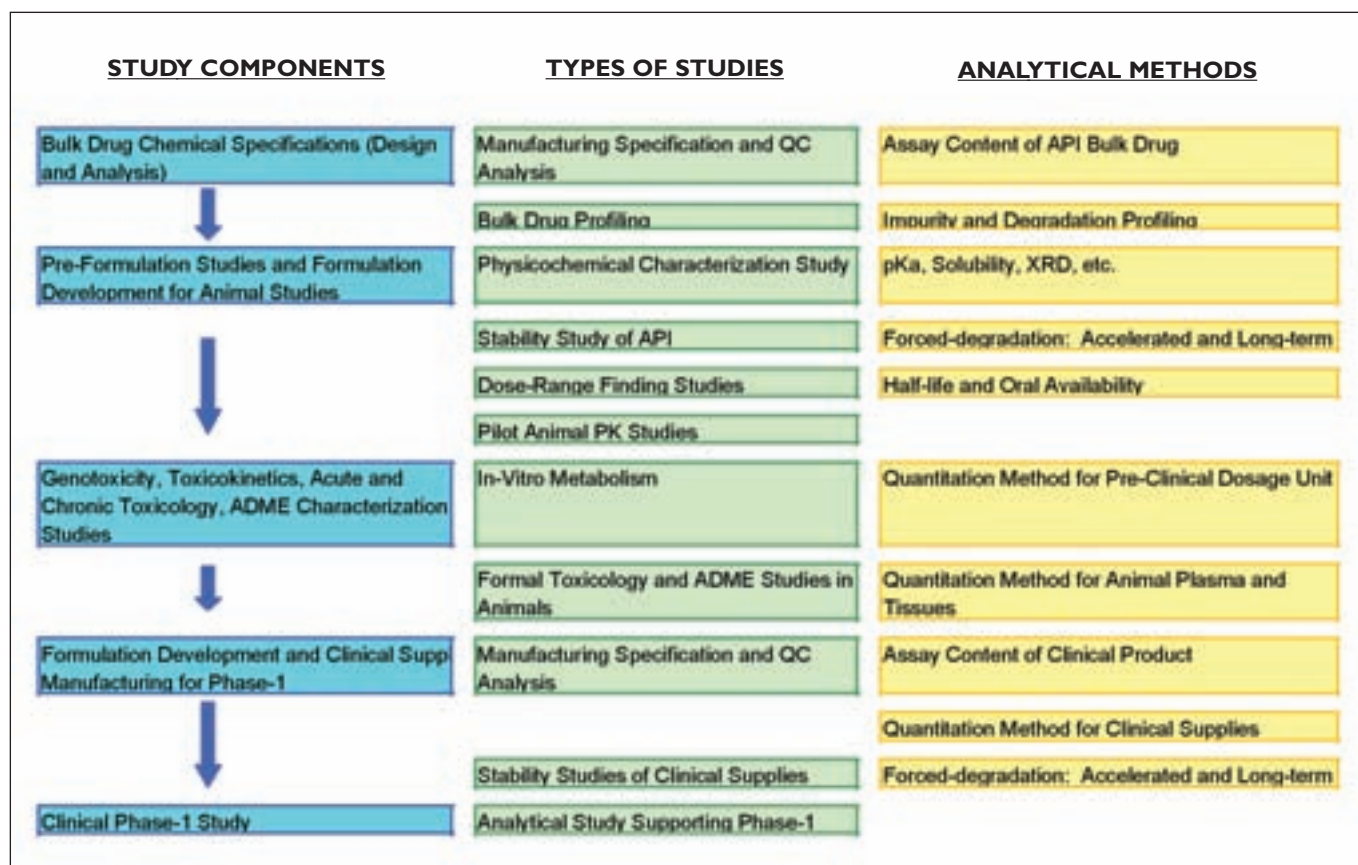 STUDY COMPONENTS
TYPES OF STUDIES
ANALYTICAL METHODS
Bulk Drug Chemical Specifications (Design
and Analysis)
Manufacturing Specification and QC
Analysis
Assay Content of API Bulk Drug
Bulk Drug Profiling
Impurity and Degradation Profiling
Pre-Formulation Studies and Formulation
Development for Animal Studies
Physicochemical Characterization Study
pKa, Solubility, XRD, etc.
Stability Study of API
Forced-degradation: Accelerated and Long-term
Dose-Range Finding Studies
Half-life and Oral Availability
Pilot Animal PK Studies
Genotoxicity, Toxicokinetics, Acute and
Chronic Toxicology, ADME Characterization
Studies
In-Vitro Metabolism
Quantitation Method for Pre-Clinical Dosage Unit
Formal Toxicology and ADME Studies in
Animals
Quantitation Method for Animal Plasma and
Tissues
Formulation Development and Clinical Supp
Manufacturing for Phase-1
Manufacturing Specification and QC
Analysis
Assay Content of Clinical Product
Quantitation Method for Clinical Supplies
Stability Studies of Clinical Supplies
Forced-degradation: Accelerated and Long-term
Clinical Phase-1 Study
Analytical Study Supporting Phase-1